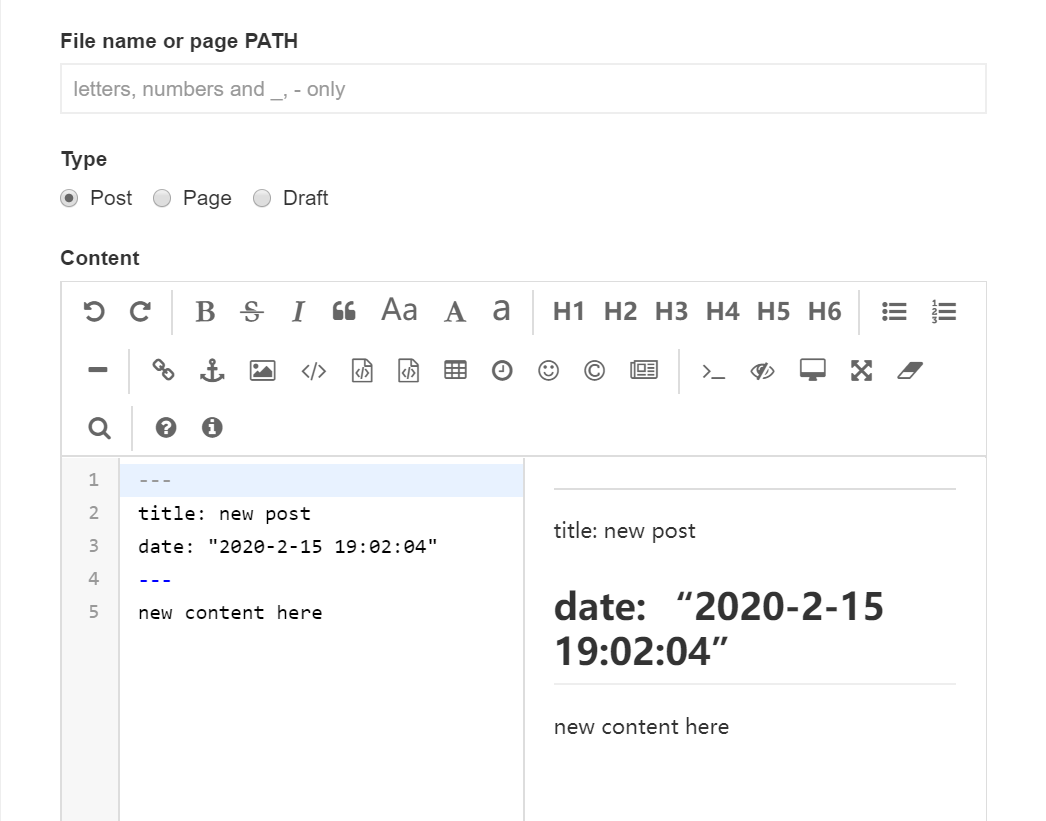 File name or page PATH
letters, numbers and _, - only
Type
Post Page Draft
Content
B S I Aa A a H1 H2 H3 H4 H5 H6
1 ---
2 title: new post
3 date: "2020-2-15 19:02:04"
4 ---
5 new content here
title: new post
date: “2020-2-15
19:02:04”
new content here